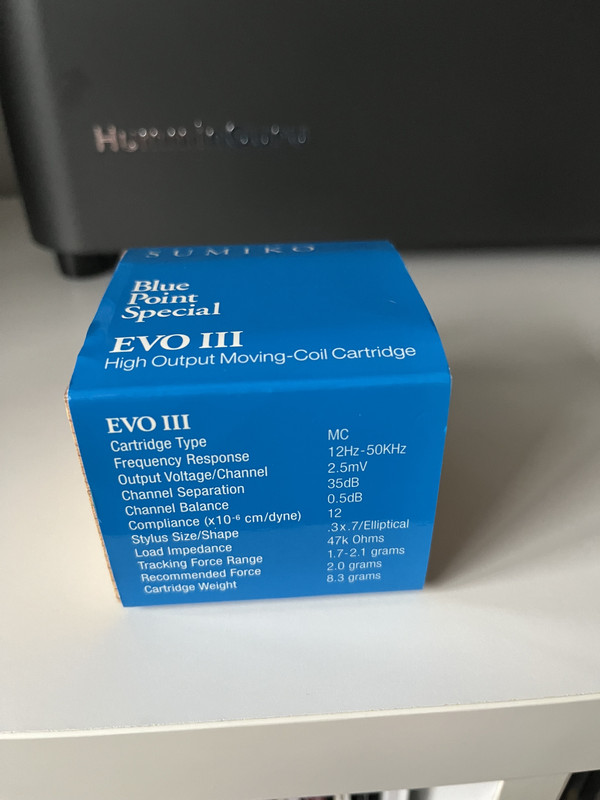 SUMIKO
Blue
Point
Special
EVO III
High Output Moving-Coil Cartridge
EVO III
Cartridge Type MC
Frequency Response 12Hz-50KHz
Output Voltage/Channel 2.5mV
Channel Separation 35dB
Channel Balance 0.5dB
Compliance (x10⁻⁶ cm/dyne) 12
Stylus Size/Shape .3x.7/Elliptical
Load Impedance 47k Ohms
Tracking Force Range 1.7-2.1 grams
Recommended Force 2.0 grams
Cartridge Weight 8.3 grams